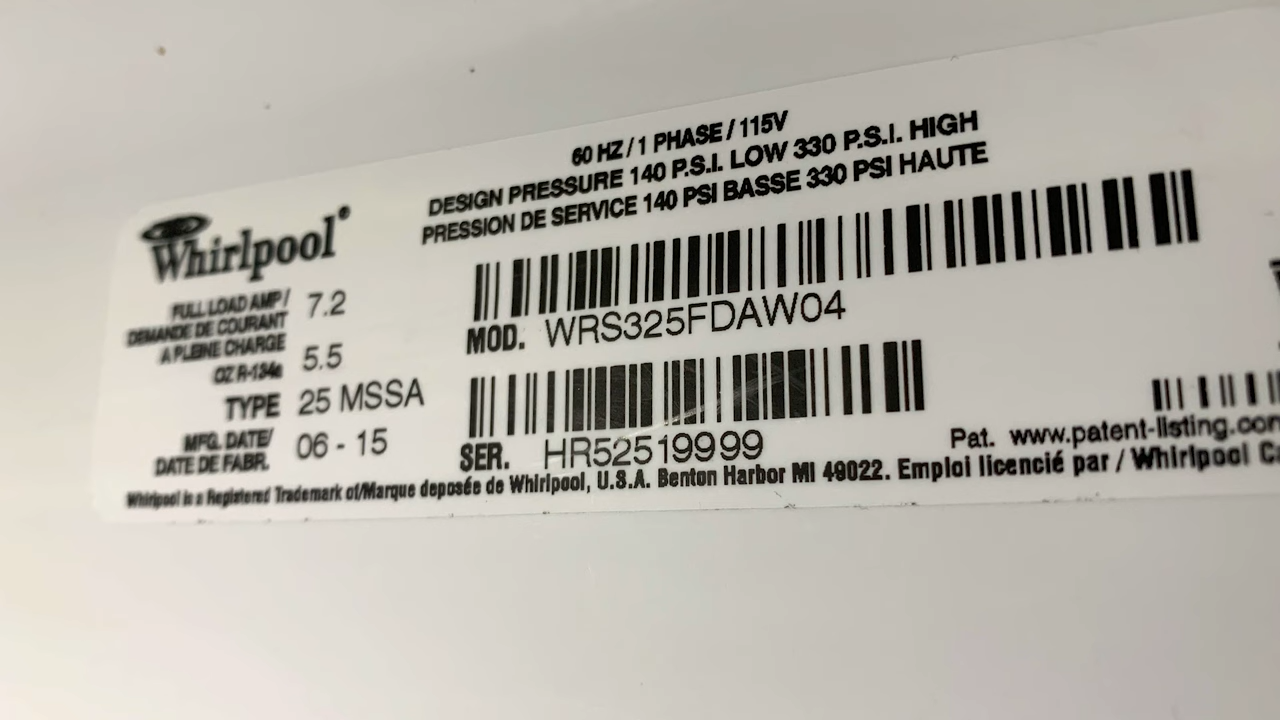 60 HZ / 1 PHASE / 115V
DESIGN PRESSURE 140 P.S.I. LOW 330 P.S.I. HIGH
PRESSION DE SERVICE 140 PSI BASSE 330 PSI HAUTE
Whirlpool®
FULL LOAD AMP/ 7.2
DEMANDE DE COURANT
A PLEINE CHARGE
OZ R-134a 5.5
TYPE 25 MSSA
MFG. DATE/ 06 - 15
DATE DE FABR.
MOD. WRS325FDAW04
SER. HR52519999
Pat. www.patent-listing.com
Whirlpool is a Registered Trademark of/Marque deposée de Whirlpool, U.S.A. Benton Harbor MI 49022. Emploi licencié par / Whirlpool